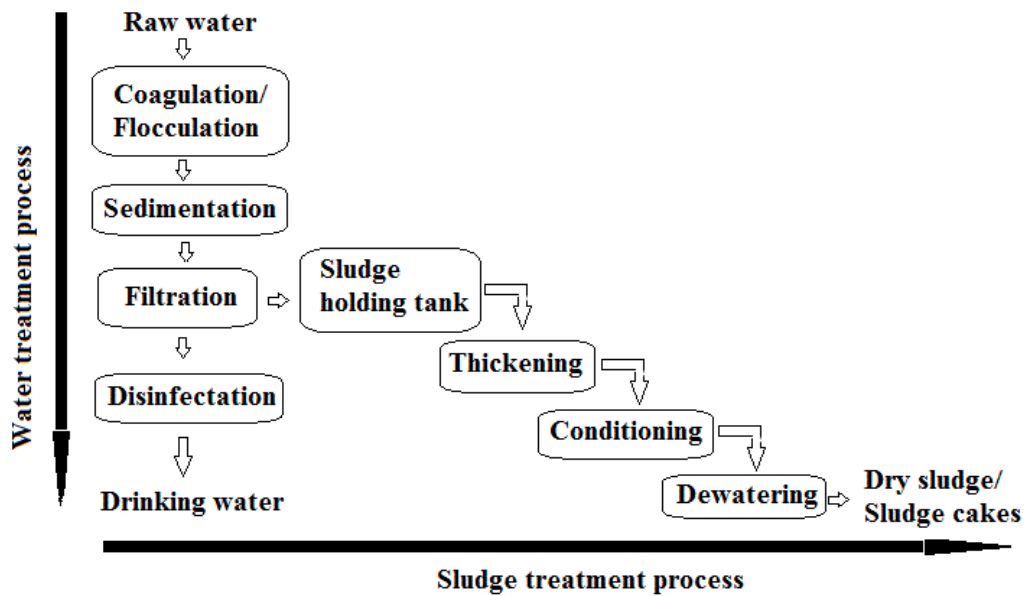 Raw water
Coagulation/
Flocculation
Sedimentation
Filtration
Sludge
holding tank
Thickening
Disinfectation
Conditioning
Dewatering
Drinking water
Dry sludge/
Sludge cakes
Water treatment process
Sludge treatment process